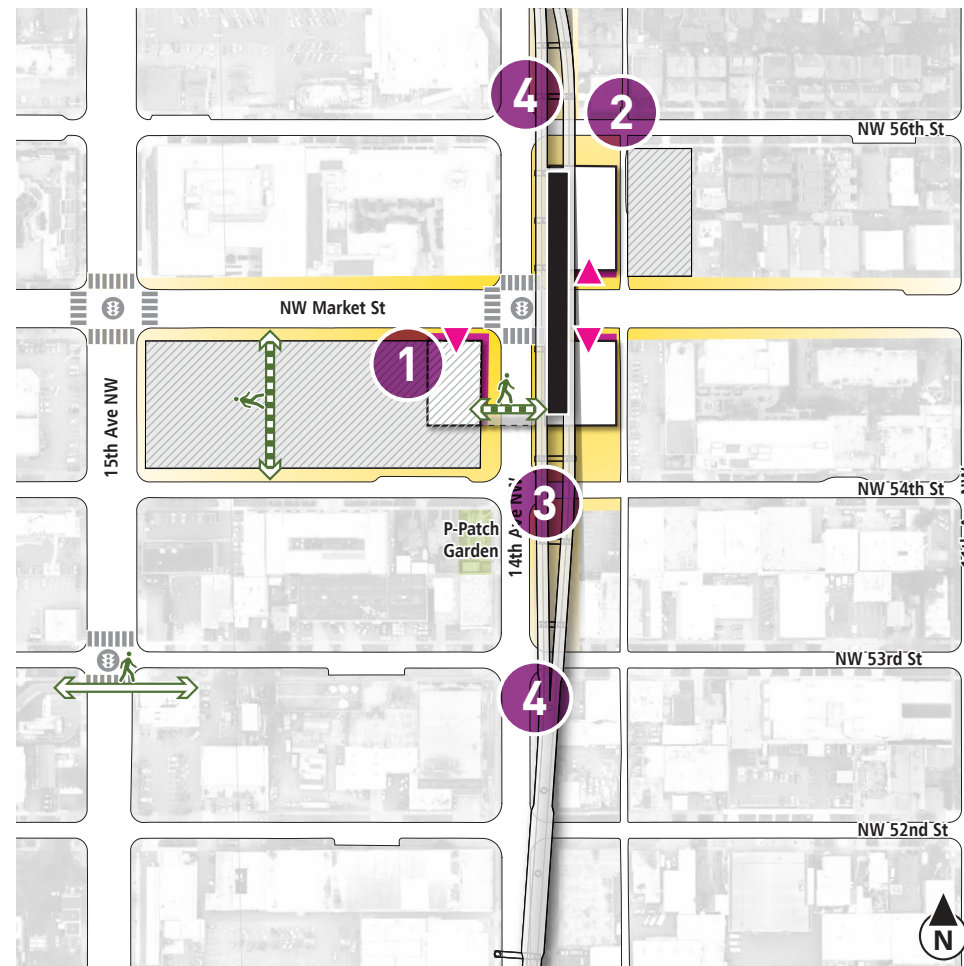 4
2
NW 56th St
NW Market St
1
15th Ave NW
NW 54th St
3
14th Ave NW
P-Patch
Garden
NW 53rd St
4
NW 52nd St
N